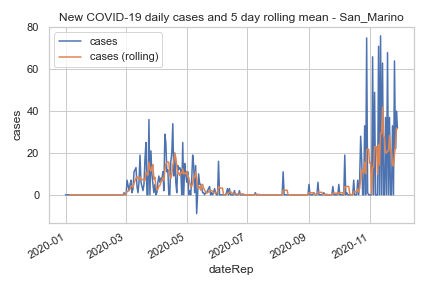 New COVID-19 daily cases and 5 day rolling mean - San_Marino
cases
cases (rolling)
80
60
40
20
0
cases
2020-01
2020-03
2020-05
2020-07
2020-09
2020-11
dateRep